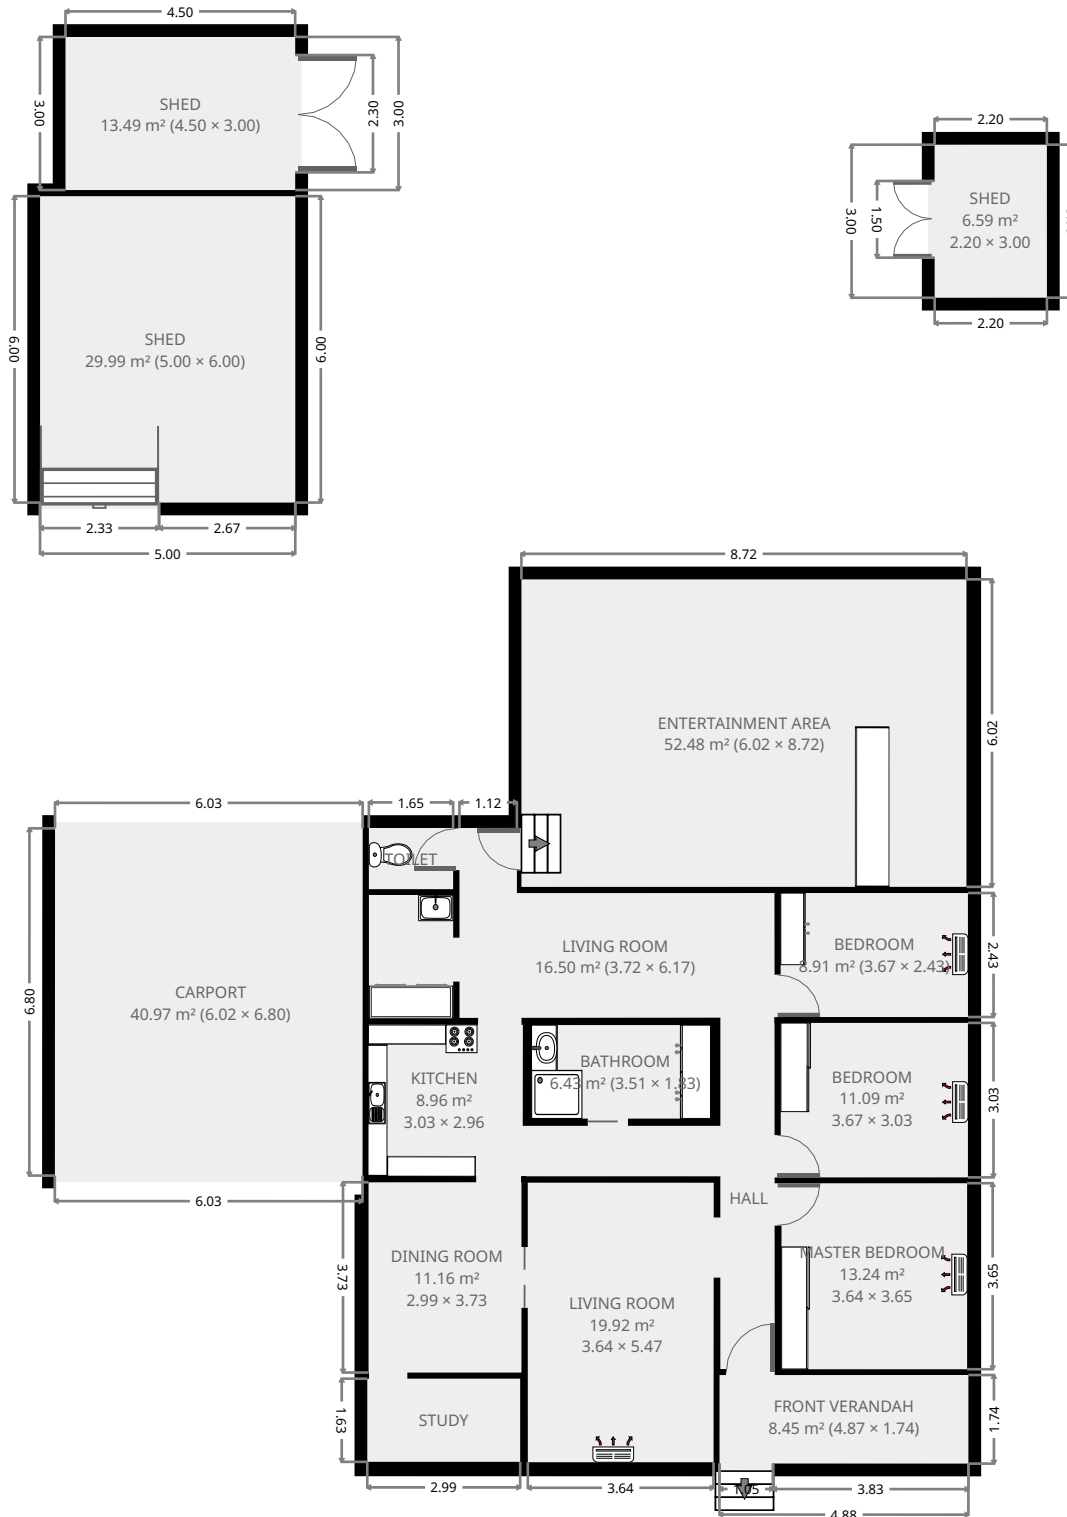 4.50
3.00
2.30
3.00
SHED
13.49 m² (4.50 × 3.00)
2.20
3.00
1.50
SHED
6.59 m²
2.20 × 3.00
2.20
6.00
6.00
SHED
29.99 m² (5.00 × 6.00)
2.33
2.67
5.00
8.72
6.02
ENTERTAINMENT AREA
52.48 m² (6.02 × 8.72)
6.03
1.65
1.12
TOILET
6.80
CARPORT
40.97 m² (6.02 × 6.80)
6.03
LIVING ROOM
16.50 m² (3.72 × 6.17)
BEDROOM
8.91 m² (3.67 × 2.43)
2.43
BATHROOM
6.43 m² (3.51 × 1.83)
KITCHEN
8.96 m²
3.03 × 2.96
BEDROOM
11.09 m²
3.67 × 3.03
3.03
HALL
DINING ROOM
11.16 m²
2.99 × 3.73
3.73
MASTER BEDROOM
13.24 m²
3.64 × 3.65
3.65
LIVING ROOM
19.92 m²
3.64 × 5.47
STUDY
1.63
FRONT VERANDAH
8.45 m² (4.87 × 1.74)
1.74
2.99
3.64
1.05
3.83
4.88